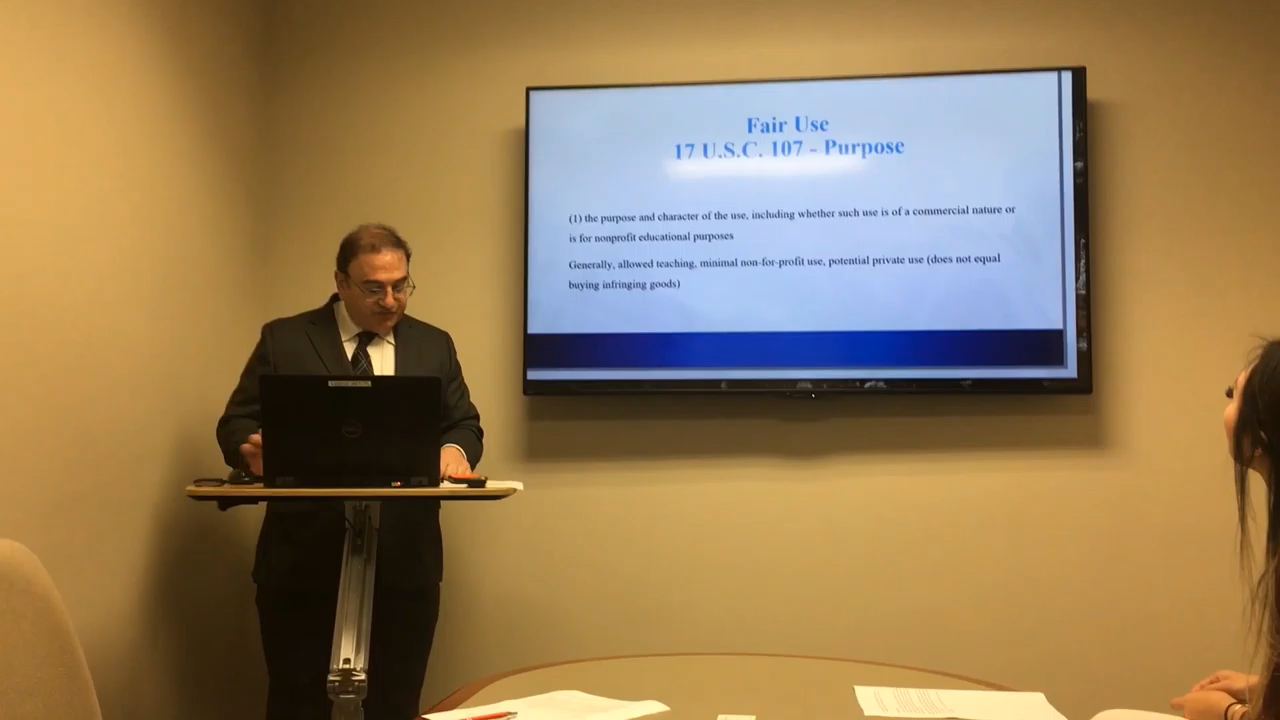 Fair Use
17 U.S.C. 107 - Purpose
(1) the purpose and character of the use, including whether such use is of a commercial nature or
is for nonprofit educational purposes
Generally, allowed teaching, minimal non-for-profit use, potential private use (does not equal
buying infringing goods)
DELL